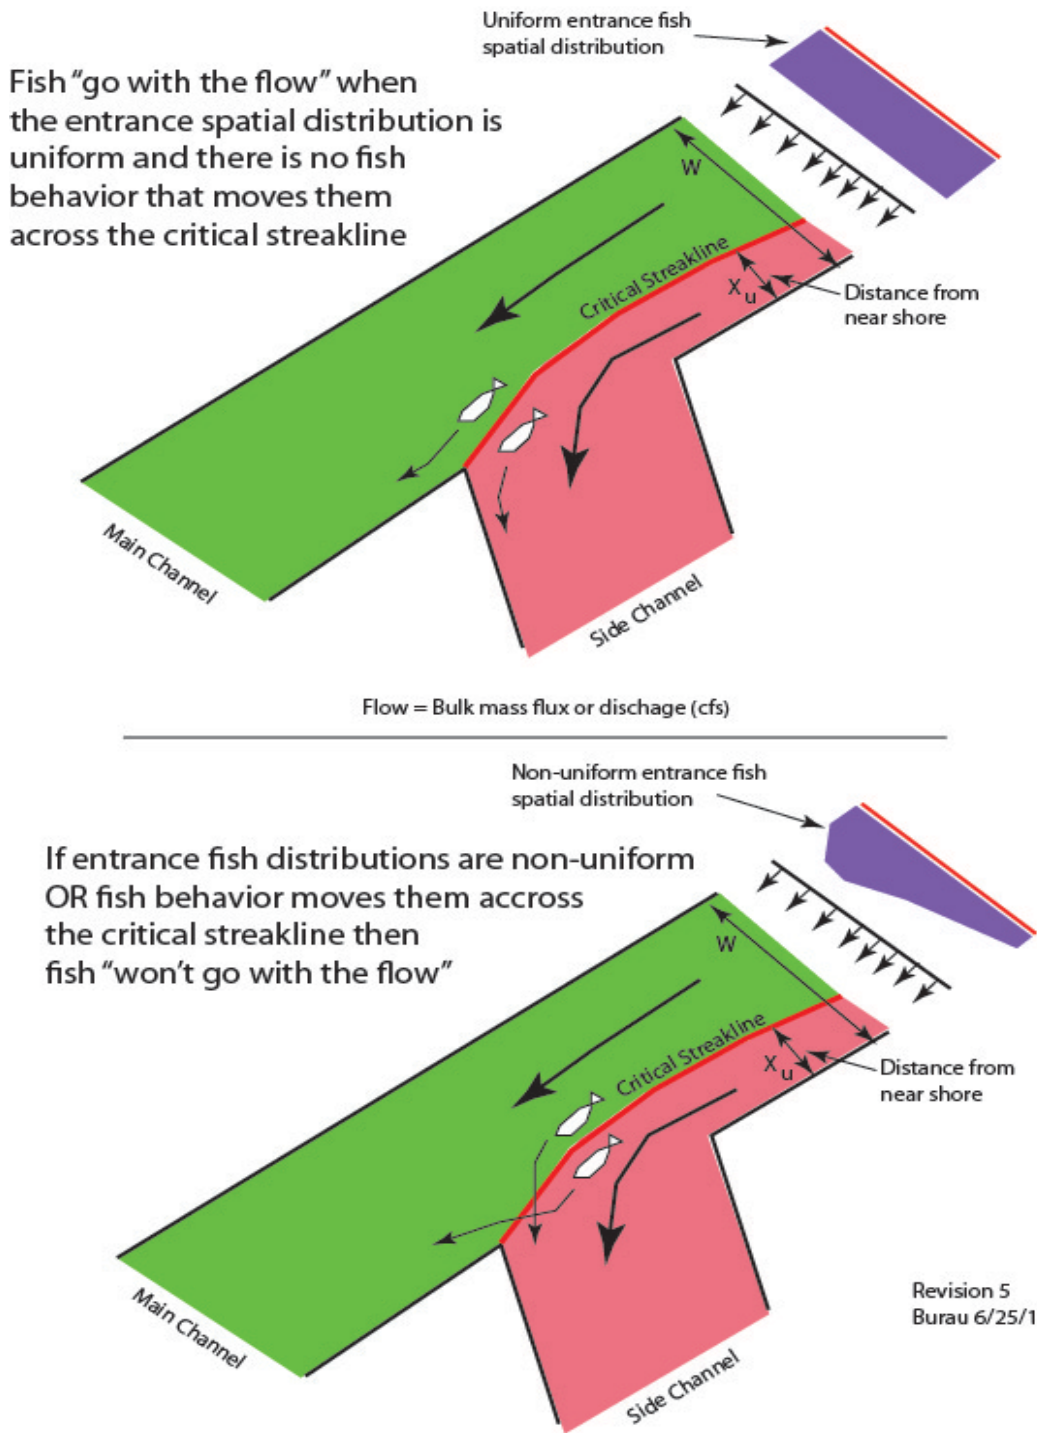 Uniform entrance fish
spatial distribution
Fish “go with the flow” when
the entrance spatial distribution is
uniform and there is no fish
behavior that moves them
across the critical streakline
W
Critical Streakline
Xu
Distance from
near shore
Main Channel
Side Channel
Flow = Bulk mass flux or dischage (cfs)
Non-uniform entrance fish
spatial distribution
If entrance fish distributions are non-uniform
OR fish behavior moves them accross
the critical streakline then
fish “won’t go with the flow”
W
Critical Streakline
Xu
Distance from
near shore
Main Channel
Side Channel
Revision 5
Burau 6/25/1